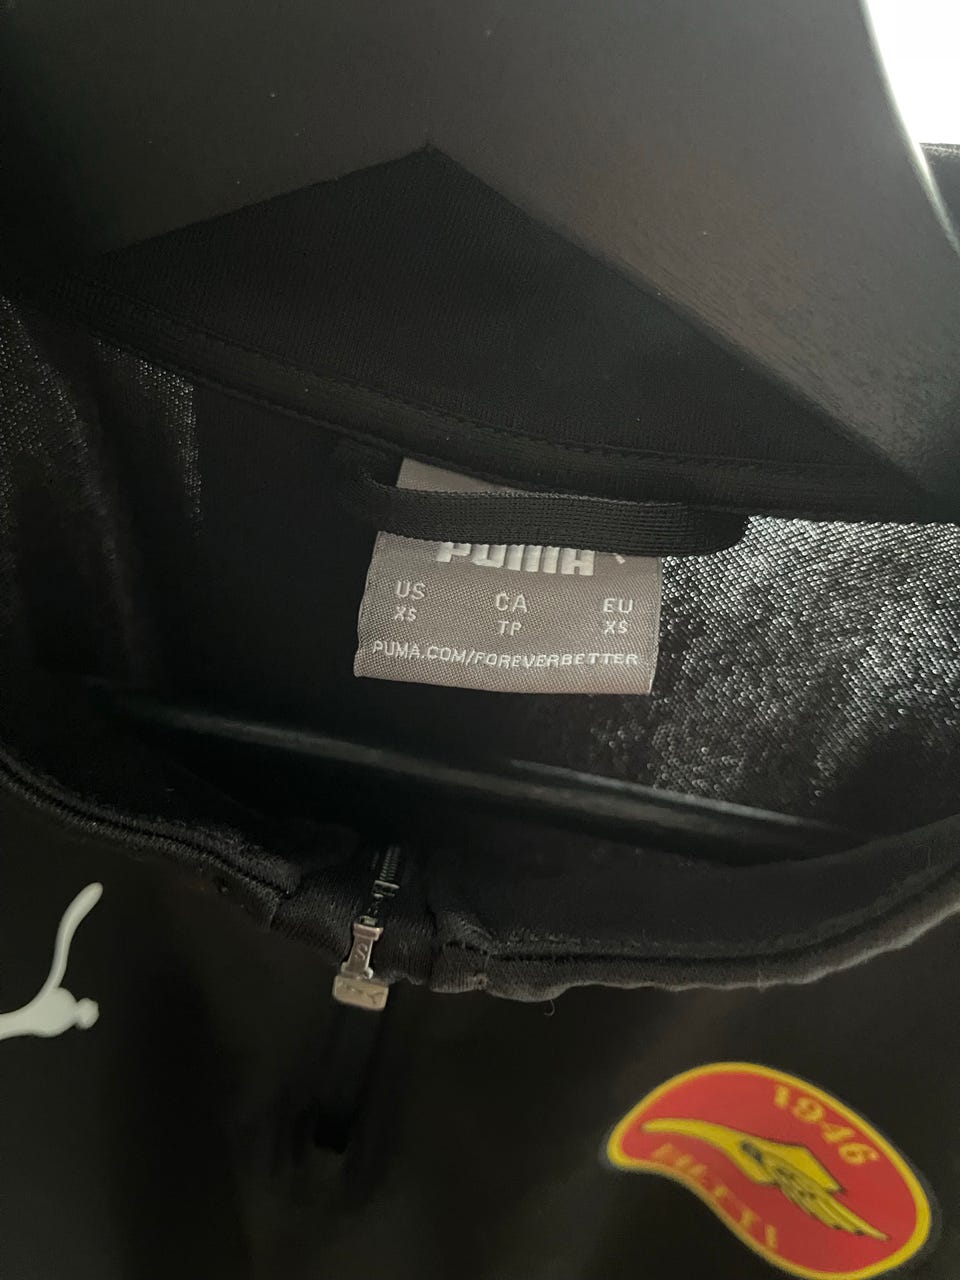 PUMA
US CA EU
XS TP XS
PUMA.COM/FOREVERBETTER
1946